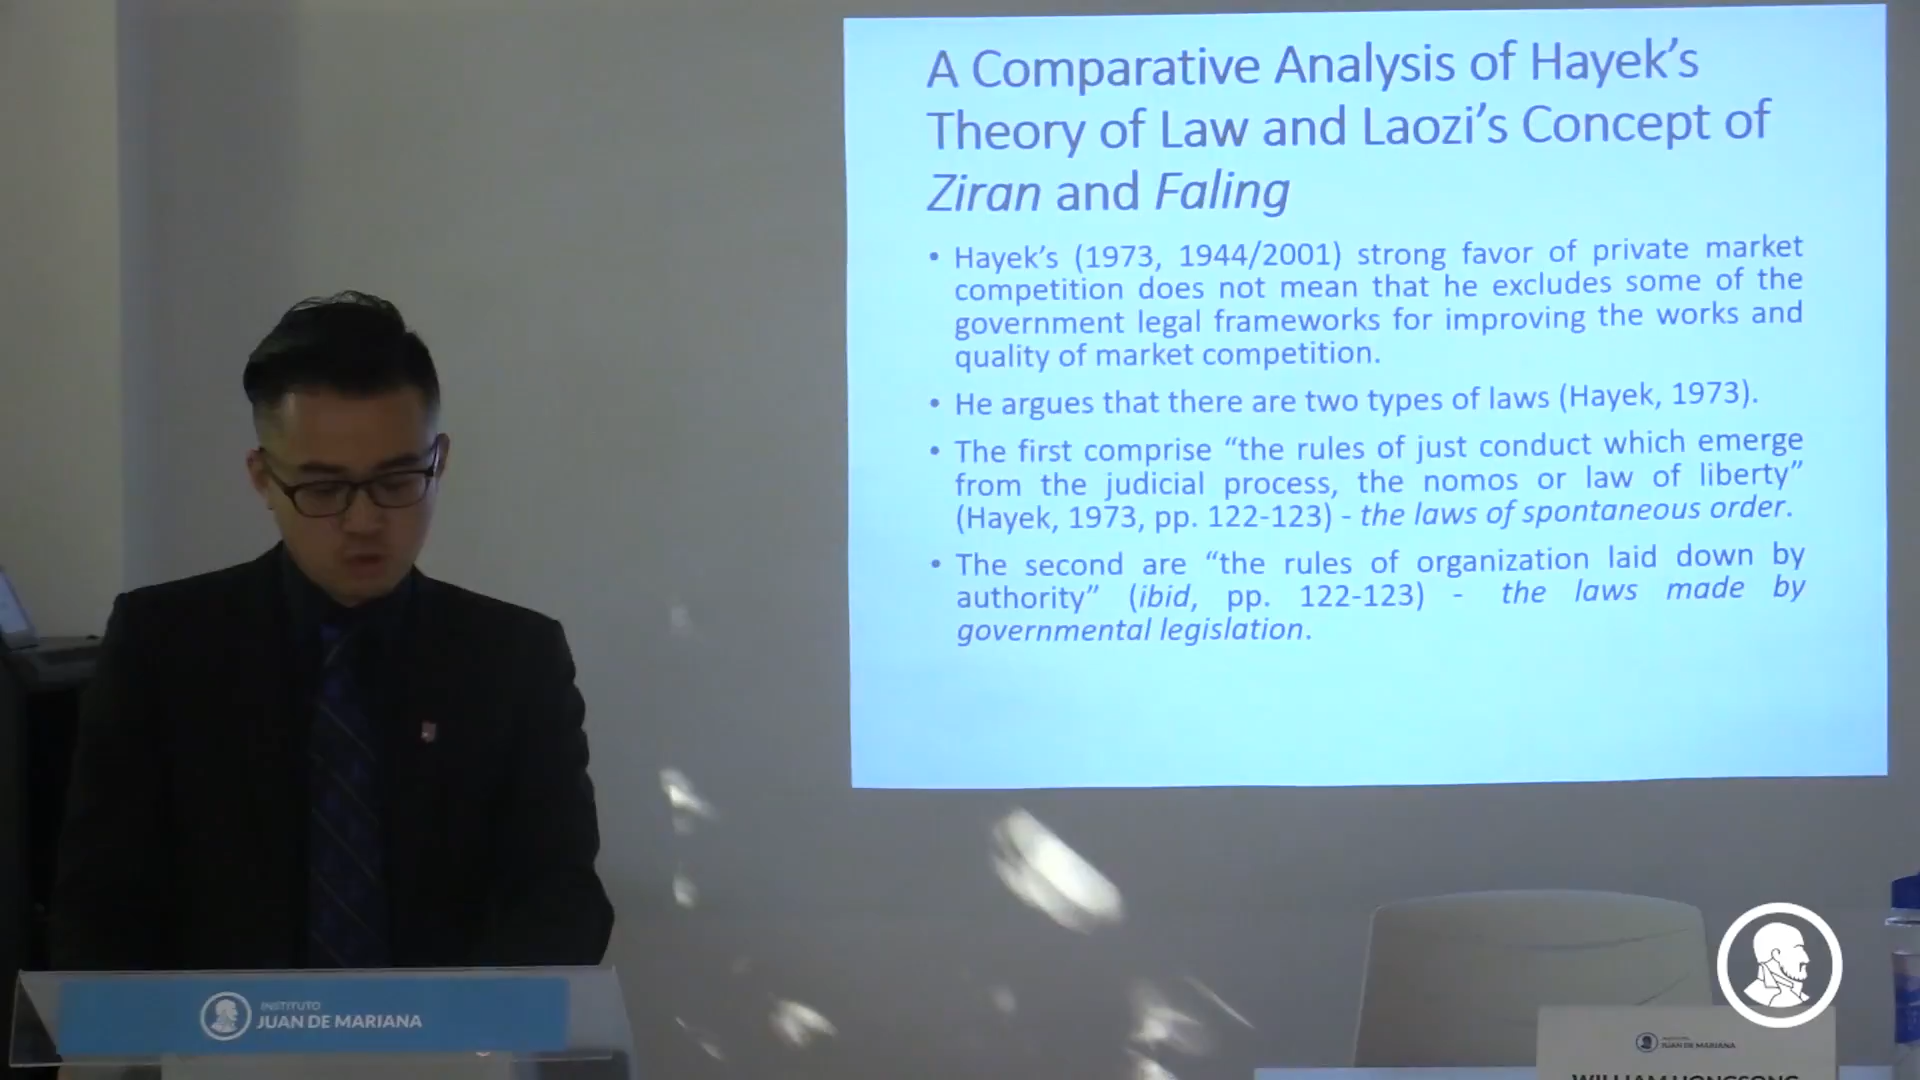 A Comparative Analysis of Hayek's
Theory of Law and Laozi's Concept of
Ziran and Faling
• Hayek's (1973, 1944/2001) strong favor of private market
competition does not mean that he excludes some of the
government legal frameworks for improving the works and
quality of market competition.
• He argues that there are two types of laws (Hayek, 1973).
• The first comprise “the rules of just conduct which emerge
from the judicial process, the nomos or law of liberty”
(Hayek, 1973, pp. 122-123) - the laws of spontaneous order.
• The second are “the rules of organization laid down by
authority” (ibid, pp. 122-123) - the laws made by
governmental legislation.
INSTITUTO
JUAN DE MARIANA
INSTITUTO
JUAN DE MARIANA
WILLIAM HONGSONG